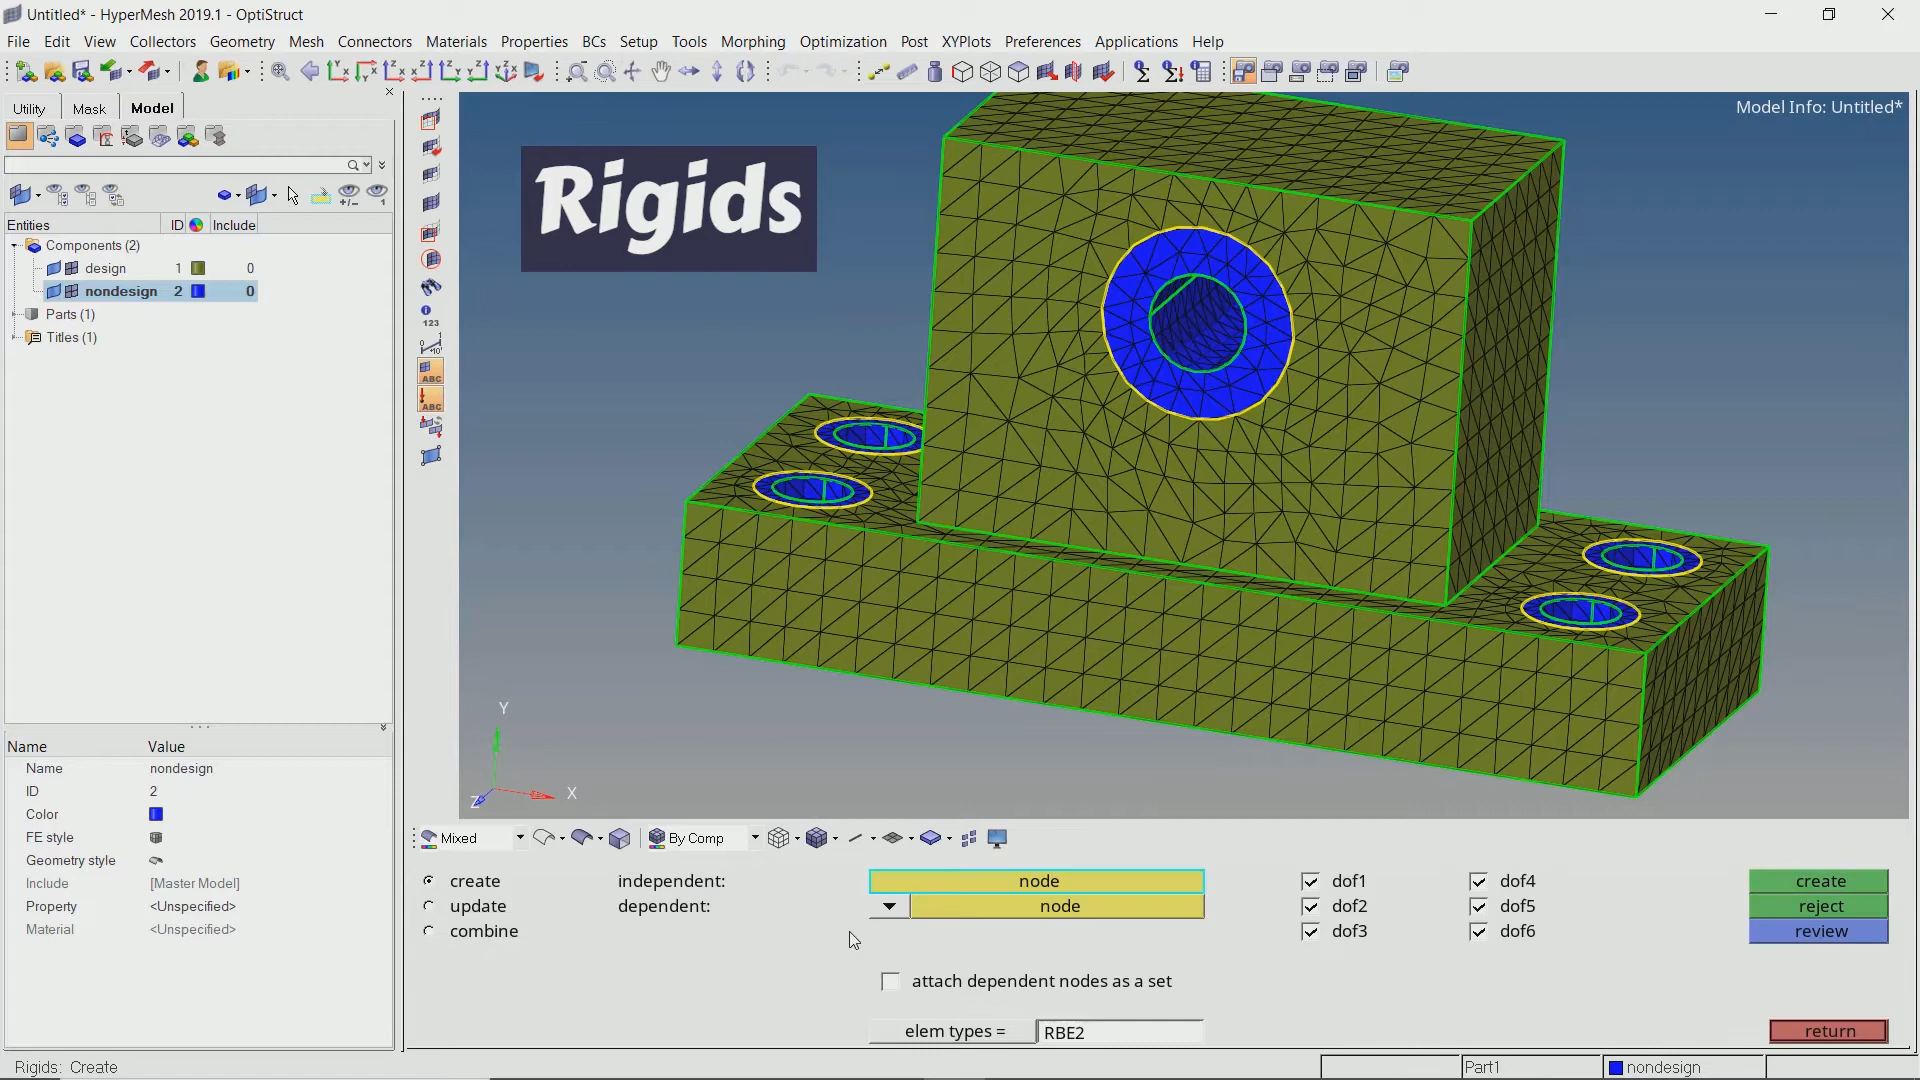 Untitled* - HyperMesh 2019.1 - OptiStruct
File Edit View Collectors Geometry Mesh Connectors Materials Properties BCs Setup Tools Morphing Optimization Post XYPlots Preferences Applications Help
Utility Mask Model
Model Info: Untitled*
Rigids
Entities ID Include
Components (2)
design 1 0
nondesign 2 0
Parts (1)
Titles (1)
123
ABC
ABC
Name Value
Name nondesign
ID 2
Color
FE style
Geometry style
Include [Master Model]
Property <Unspecified>
Material <Unspecified>
Y
X
Z
Mixed By Comp
create independent: node dof1 dof4 create
update dependent: node dof2 dof5 reject
combine dof3 dof6 review
attach dependent nodes as a set
elem types = RBE2 return
Rigids: Create Part1 nondesign